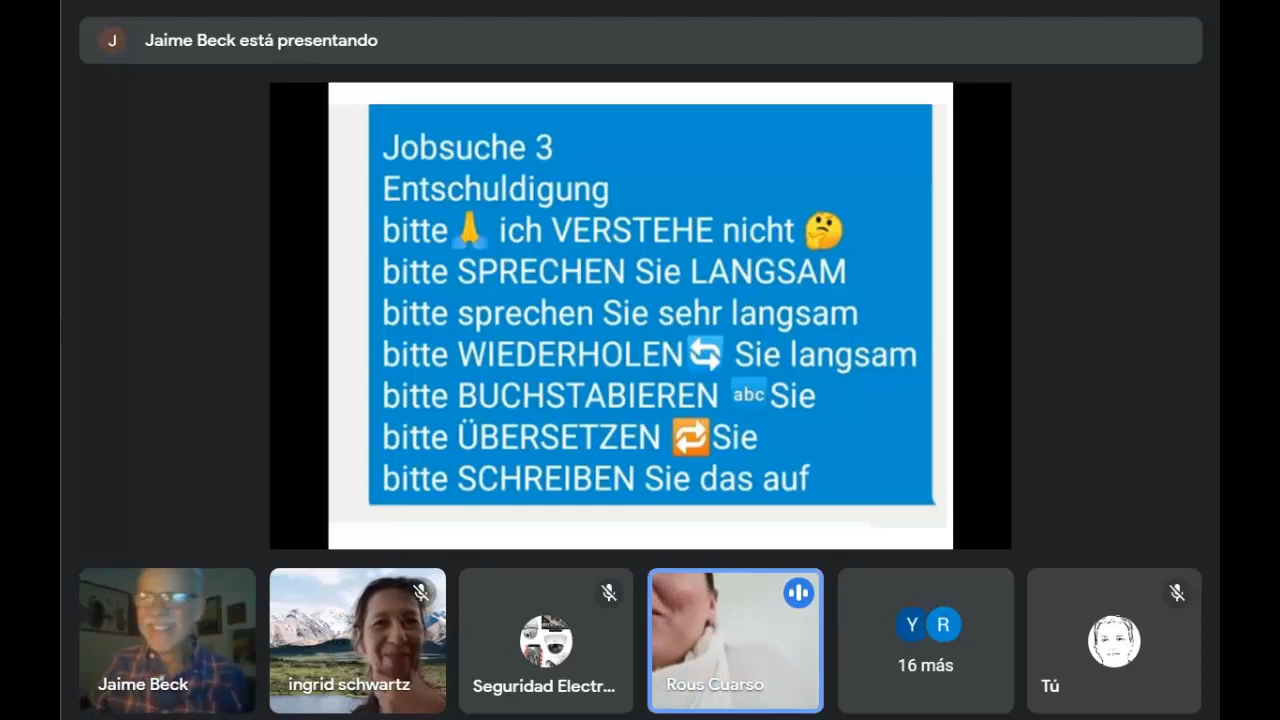 J Jaime Beck está presentando
Jobsuche 3
Entschuldigung
bitte🙏 ich VERSTEHE nicht 🤔
bitte SPRECHEN Sie LANGSAM
bitte sprechen Sie sehr langsam
bitte WIEDERHOLEN🔄 Sie langsam
bitte BUCHSTABIEREN 🔤Sie
bitte ÜBERSETZEN 🔁Sie
bitte SCHREIBEN Sie das auf
Jaime Beck
ingrid schwartz
Seguridad Electr...
Rous Cuarso
Y R
16 más
Tú